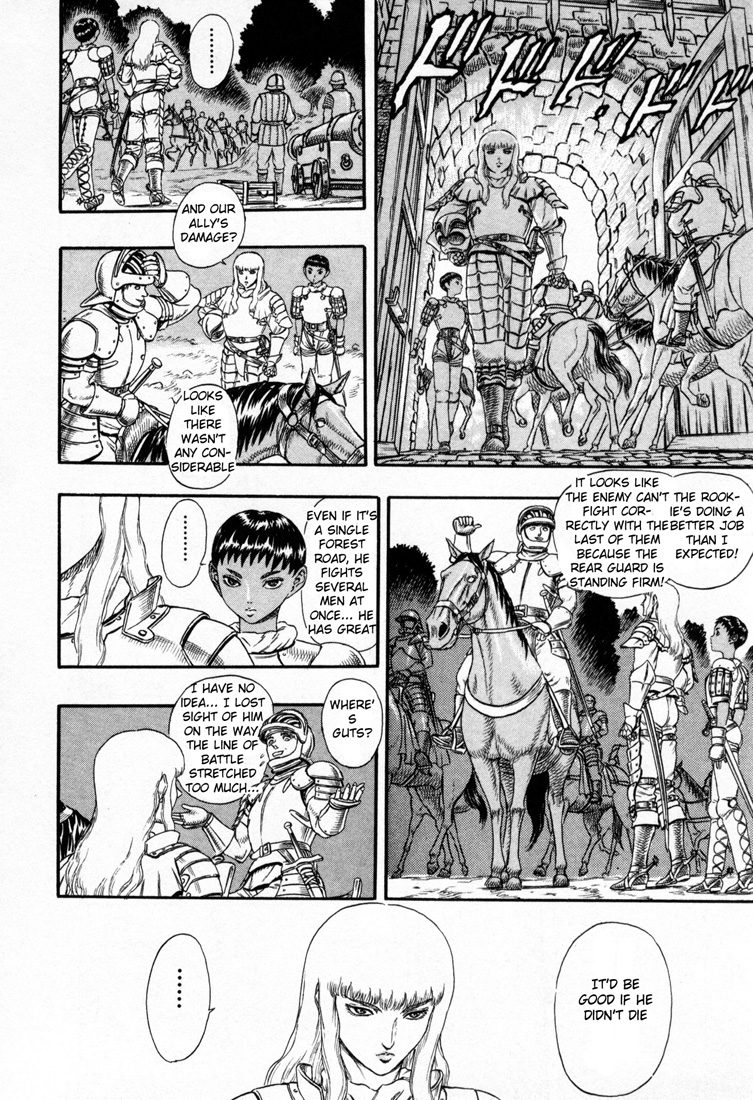 ドドドドド
......
AND OUR
ALLY'S
DAMAGE?
LOOKS
LIKE
THERE
WASN'T
ANY CON-
SIDERABLE
THE ROOK-
IE'S DOING A
BETTER JOB
THAN I
EXPECTED!
IT LOOKS LIKE
THE ENEMY CAN'T
FIGHT COR-
RECTLY WITH THE
LAST OF THEM
BECAUSE THE
REAR GUARD IS
STANDING FIRM!
EVEN IF IT'S
A SINGLE
FOREST
ROAD, HE
FIGHTS
SEVERAL
MEN AT
ONCE... HE
HAS GREAT
......
WHERE'
S
GUTS?
I HAVE NO
IDEA... I LOST
SIGHT OF HIM
ON THE WAY
THE LINE OF
BATTLE
STRETCHED
TOO MUCH...
IT'D BE
GOOD IF HE
DIDN'T DIE
......